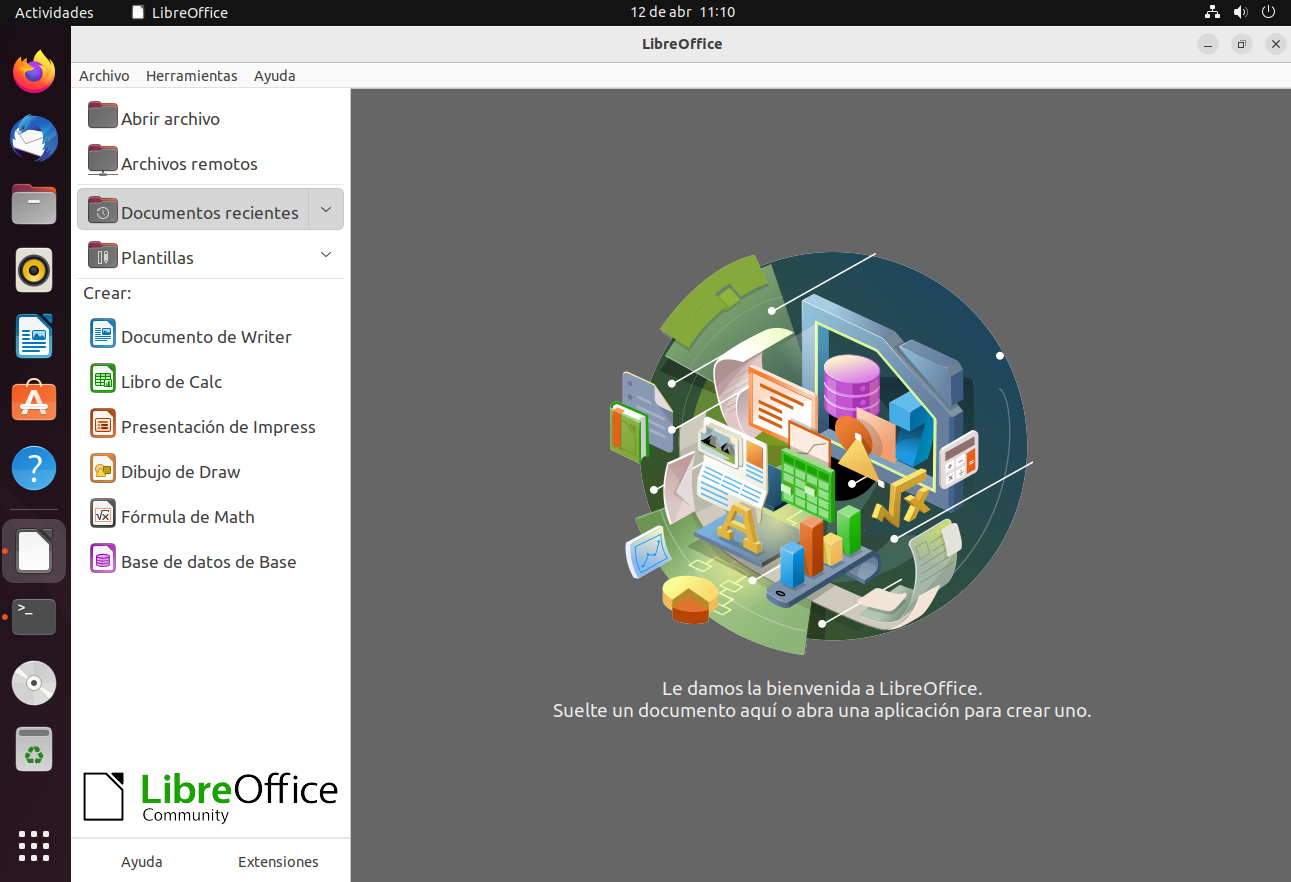 Actividades
LibreOffice
12 de abr 11:10
LibreOffice
Archivo Herramientas Ayuda
Abrir archivo
Archivos remotos
Documentos recientes
Plantillas
Crear:
Documento de Writer
Libro de Calc
Presentación de Impress
Dibujo de Draw
Fórmula de Math
Base de datos de Base
Le damos la bienvenida a LibreOffice.
Suelte un documento aquí o abra una aplicación para crear uno.
LibreOffice
Community
Ayuda Extensiones